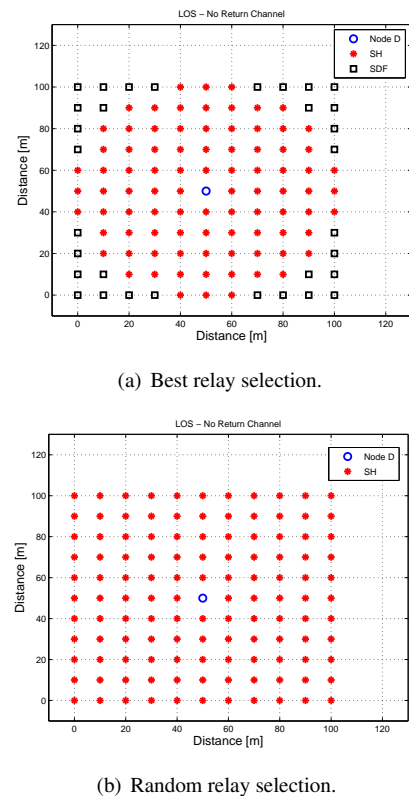 LOS − No Return Channel
Node D
SH
SDF
120
100
80
60
40
20
0
Distance [m]
0 20 40 60 80 100 120
Distance [m]
(a) Best relay selection.
LOS − No Return Channel
Node D
SH
120
100
80
60
40
20
0
Distance [m]
0 20 40 60 80 100 120
Distance [m]
(b) Random relay selection.